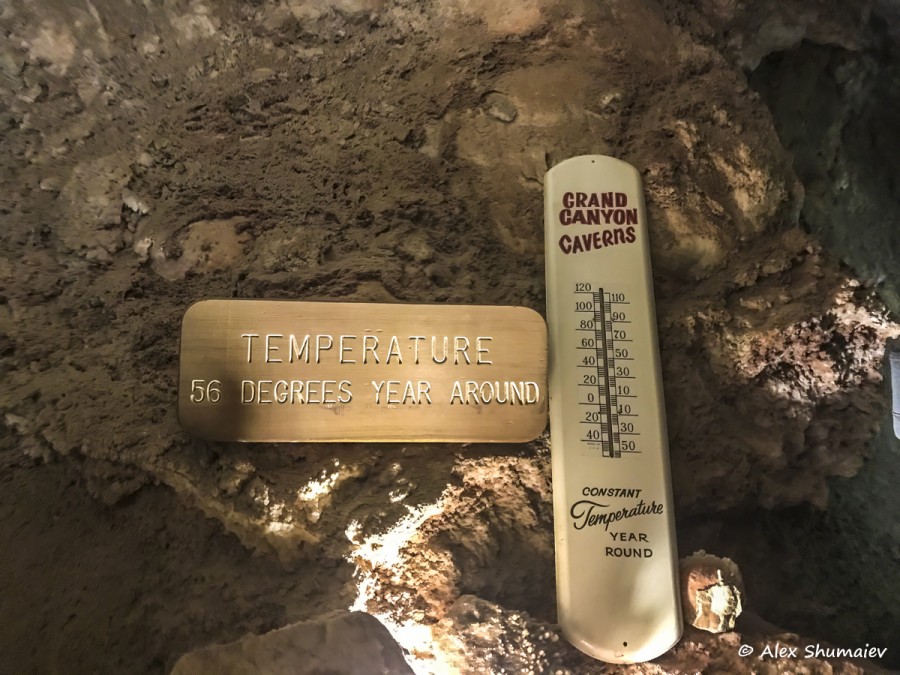 TEMPERATURE
56 DEGREES YEAR AROUND
GRAND
CANYON
CAVERNS
120
110
100
90
80
70
60
50
40
30
20
10
0
10
20
30
40
50
CONSTANT
Temperature
YEAR
ROUND
© Alex Shumaiev